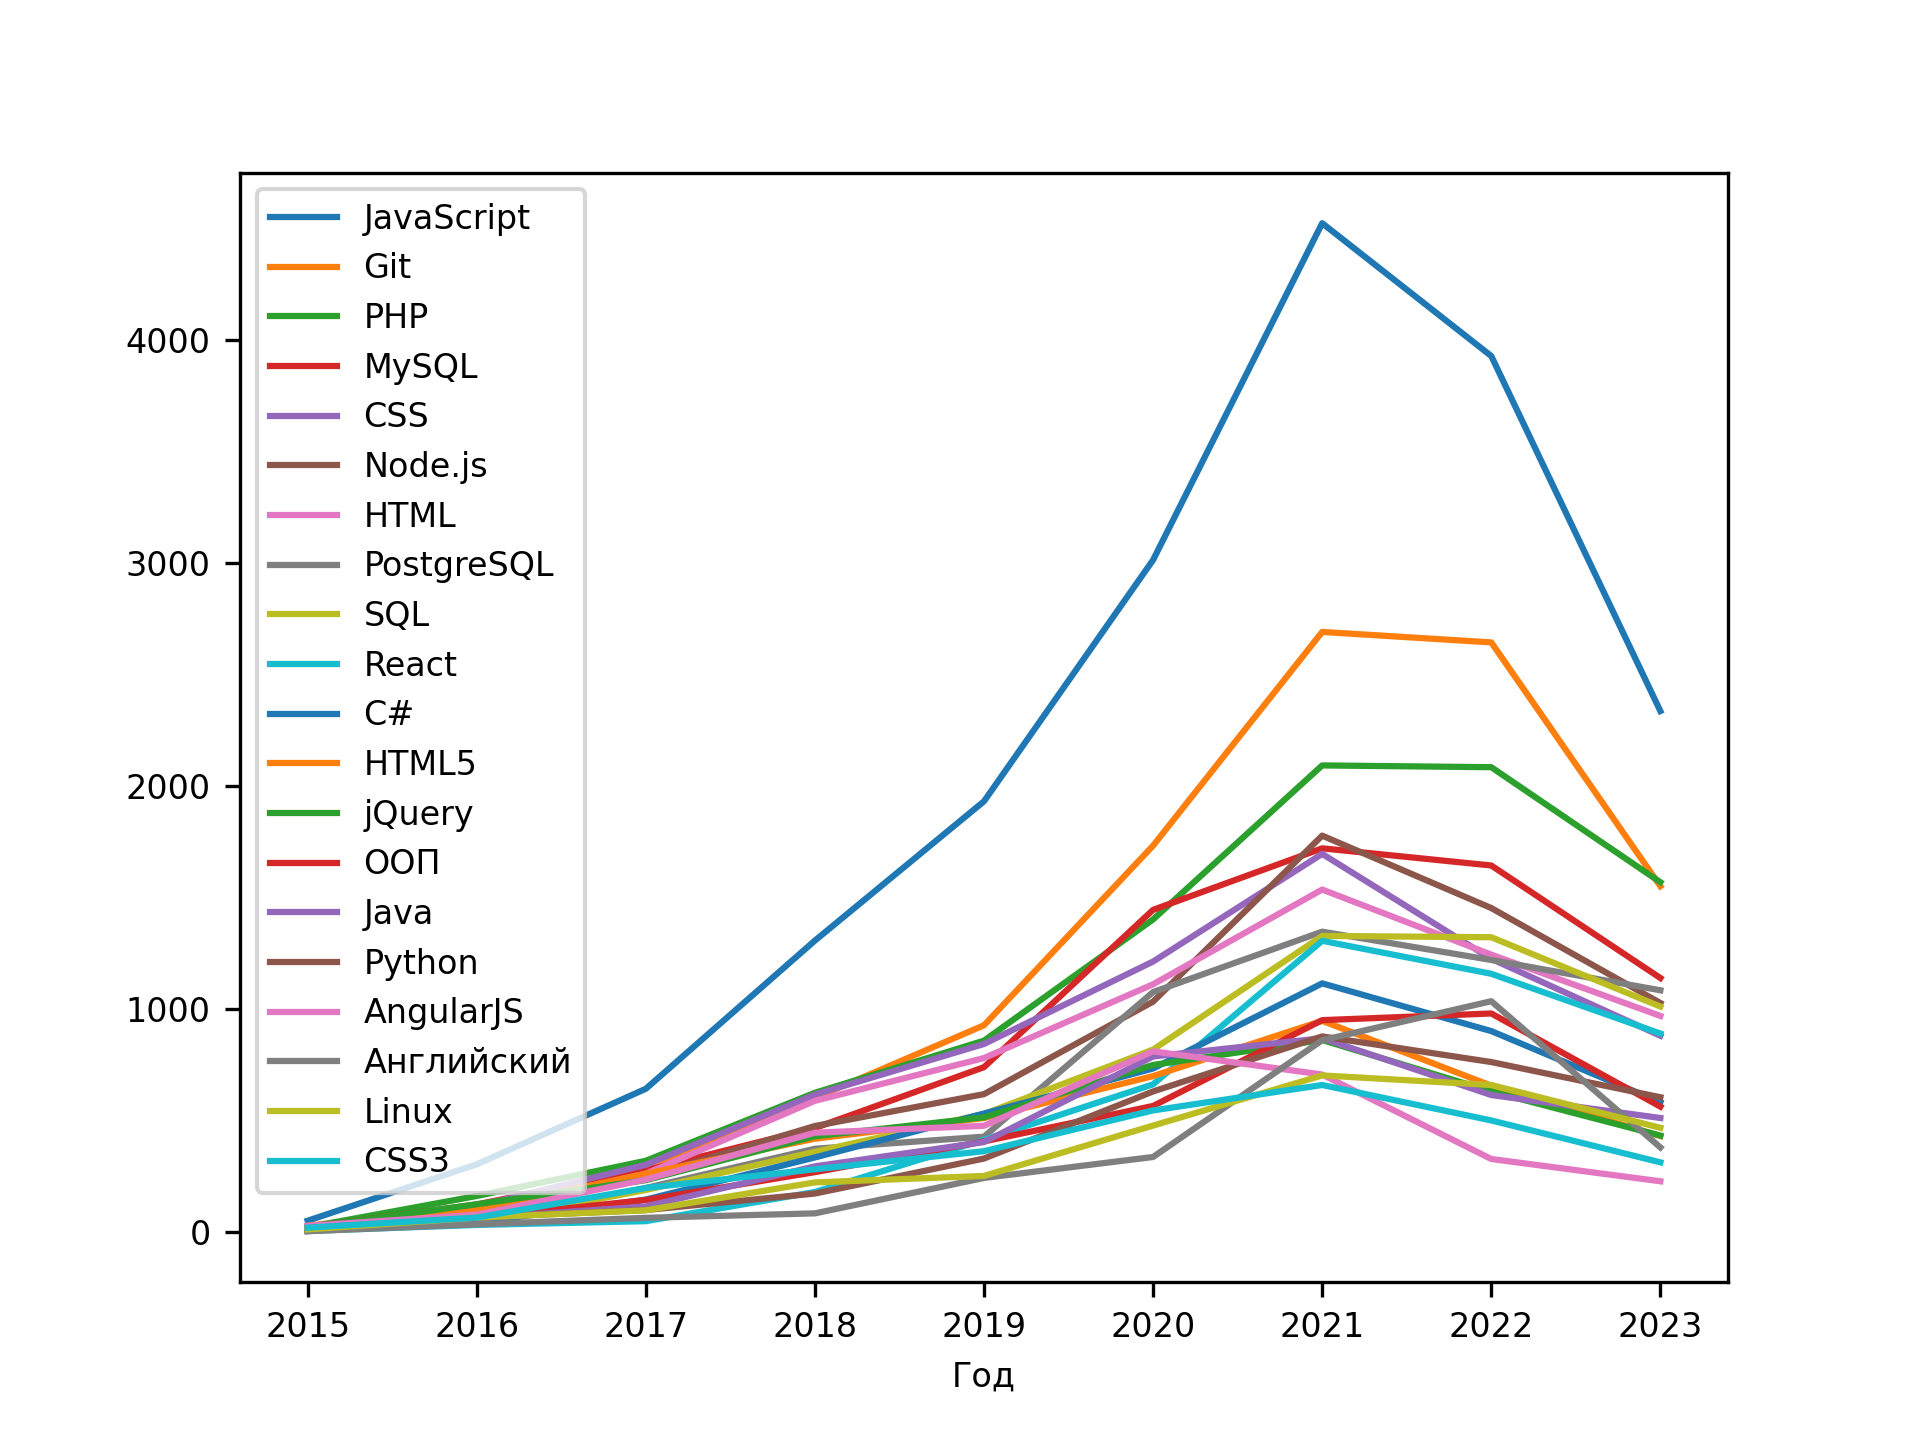 JavaScript
Git
PHP
MySQL
CSS
Node.js
HTML
PostgreSQL
SQL
React
C#
HTML5
jQuery
ООП
Java
Python
AngularJS
Английский
Linux
CSS3
4000
3000
2000
1000
0
2015 2016 2017 2018 2019 2020 2021 2022 2023
Год